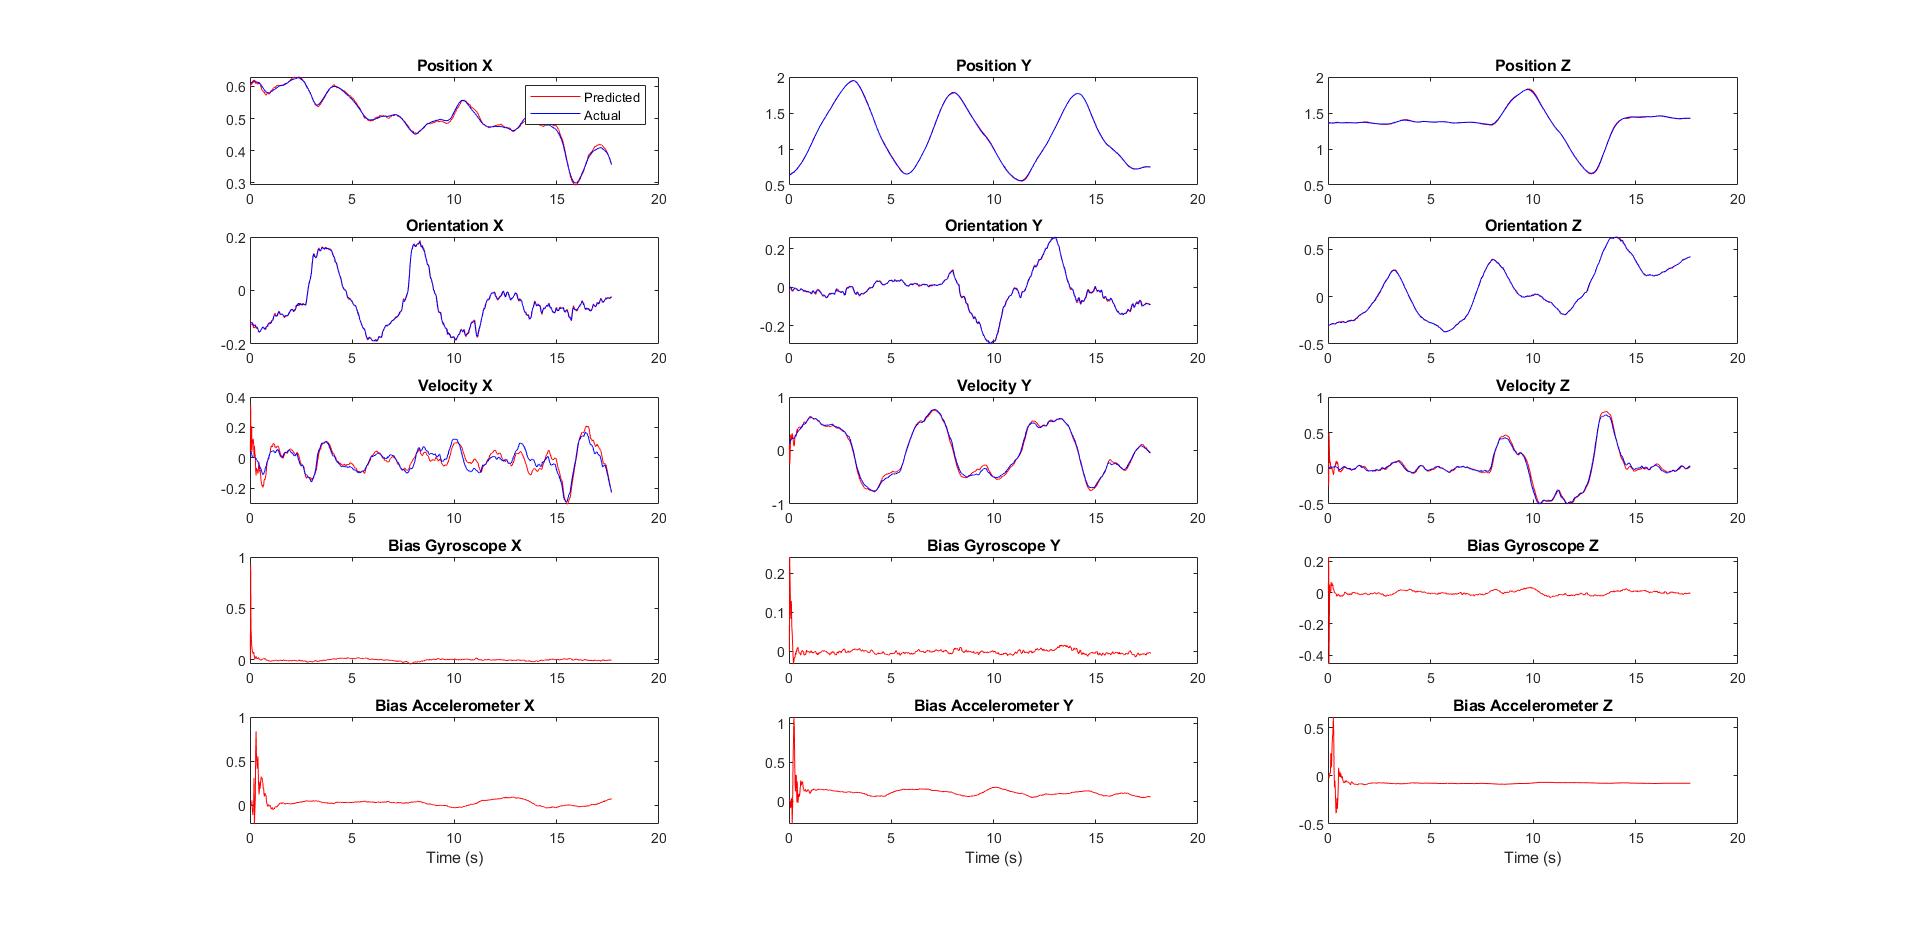 Position X
0.6
0.5
0.4
0.3
0 5 10 15 20
Predicted
Actual
Position Y
2
1.5
1
0.5
0 5 10 15 20
Position Z
2
1.5
1
0.5
0 5 10 15 20
Orientation X
0.2
0
-0.2
0 5 10 15 20
Orientation Y
0.2
0
-0.2
0 5 10 15 20
Orientation Z
0.5
0
-0.5
0 5 10 15 20
Velocity X
0.4
0.2
0
-0.2
0 5 10 15 20
Velocity Y
1
0
-1
0 5 10 15 20
Velocity Z
1
0.5
0
-0.5
0 5 10 15 20
Bias Gyroscope X
1
0.5
0
0 5 10 15 20
Bias Gyroscope Y
0.2
0.1
0
0 5 10 15 20
Bias Gyroscope Z
0.2
0
-0.2
-0.4
0 5 10 15 20
Bias Accelerometer X
1
0.5
0
0 5 10 15 20
Time (s)
Bias Accelerometer Y
1
0.5
0
0 5 10 15 20
Time (s)
Bias Accelerometer Z
0.5
0
-0.5
0 5 10 15 20
Time (s)